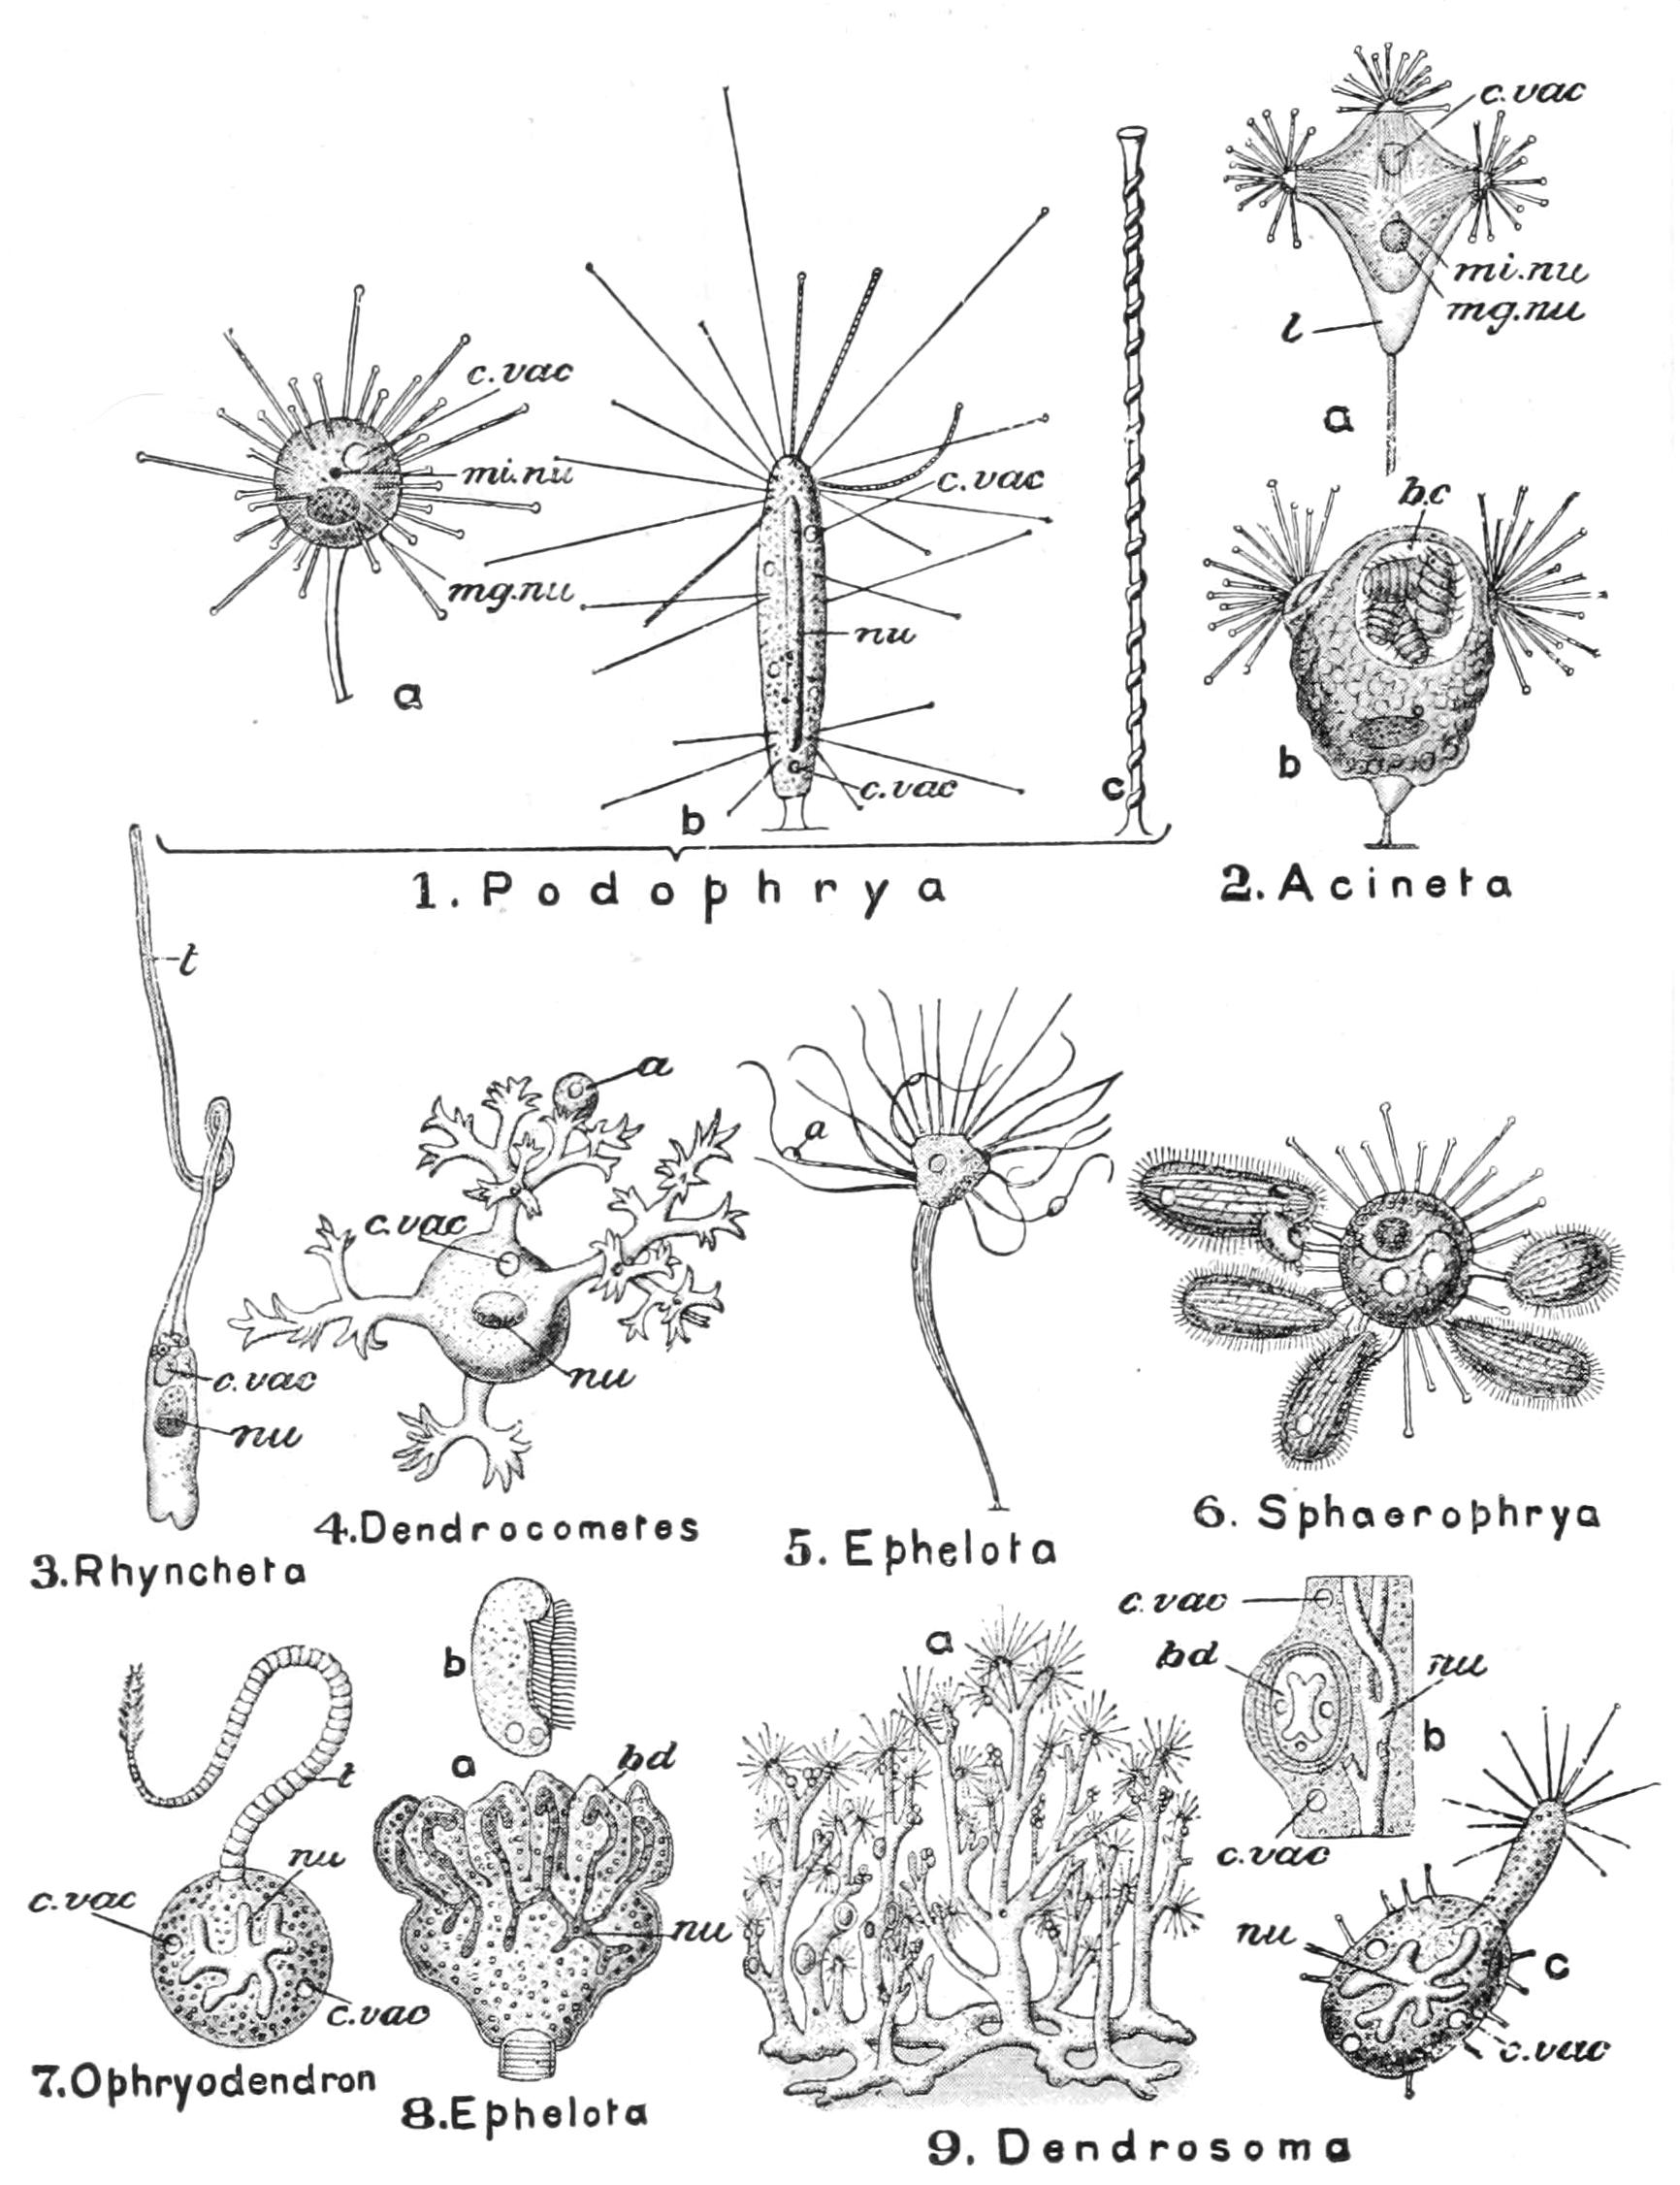 c.vac
mi.nu
mg.nu
a
c.vac
nu
c.vac
b
c
1. Podophrya
c.vac
mi.nu
mg.nu
l
a
b.c
b
2. Acineta
t
c.vac
nu
3. Rhyncheta
a
c.vac
nu
4. Dendrocometes
a
5. Ephelota
6. Sphaerophrya
t
nu
c.vac
c.vac
7. Ophryodendron
b
a
bd
nu
8. Ephelota
a
c.vac
bd
nu
b
c.vac
nu
c
c.vac
9. Dendrosoma